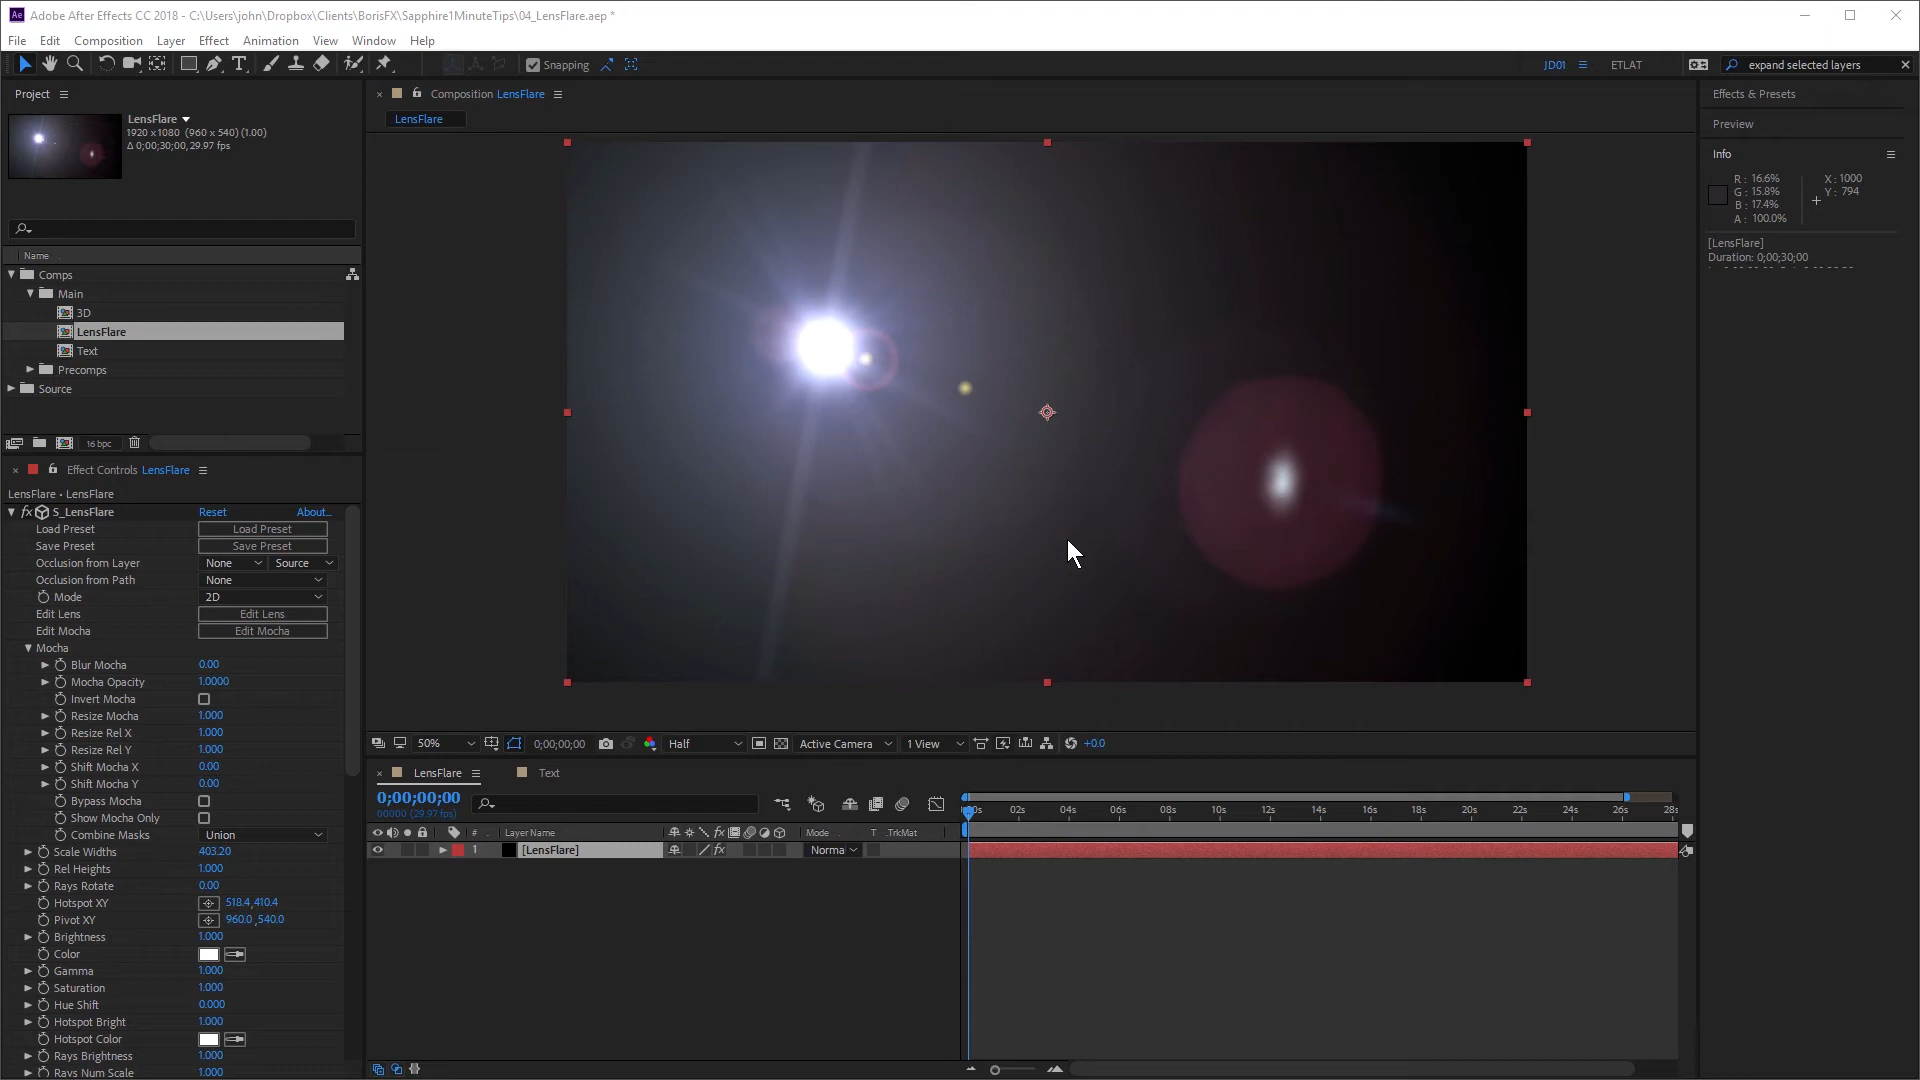 Adobe After Effects CC 2018 - C:\Users\john\Dropbox\Clients\BorisFX\Sapphire1MinuteTips\04_LensFlare.aep *
File Edit Composition Layer Effect Animation View Window Help
Snapping
JD01
ETLAT
expand selected layers
Project
LensFlare
1920 x1080 (960 x 540) (1.00)
Δ 0;00;30;00, 29.97 fps
Name
Comps
Main
3D
LensFlare
Text
Precomps
Source
16 bpc
Effect Controls LensFlare
LensFlare • LensFlare
fx S_LensFlare Reset About...
Load Preset Load Preset
Save Preset Save Preset
Occlusion from Layer None Source
Occlusion from Path None
Mode 2D
Edit Lens Edit Lens
Edit Mocha Edit Mocha
Mocha
Blur Mocha 0.00
Mocha Opacity 1.0000
Invert Mocha
Resize Mocha 1.000
Resize Rel X 1.000
Resize Rel Y 1.000
Shift Mocha X 0.00
Shift Mocha Y 0.00
Bypass Mocha
Show Mocha Only
Combine Masks Union
Scale Widths 403.20
Rel Heights 1.000
Rays Rotate 0.00
Hotspot XY 518.4,410.4
Pivot XY 960.0,540.0
Brightness 1.000
Color
Gamma 1.000
Saturation 1.000
Hue Shift 0.000
Hotspot Bright 1.000
Hotspot Color
Rays Brightness 1.000
Rays Num Scale 1.000
Composition LensFlare
LensFlare
50% 0;00;00;00 Half Active Camera 1 View +0.0
LensFlare Text
0;00;00;00
00000 (29.97 fps)
02s 04s 06s 08s 10s 12s 14s 16s 18s 20s 22s 24s 26s 28s
# Layer Name fx Mode T .TrkMat
1 [LensFlare] fx Norma
Effects & Presets
Preview
Info
R : 16.6%
G : 15.8%
B : 17.4%
A : 100.0%
X : 1000
Y : 794
[LensFlare]
Duration: 0;00;30;00